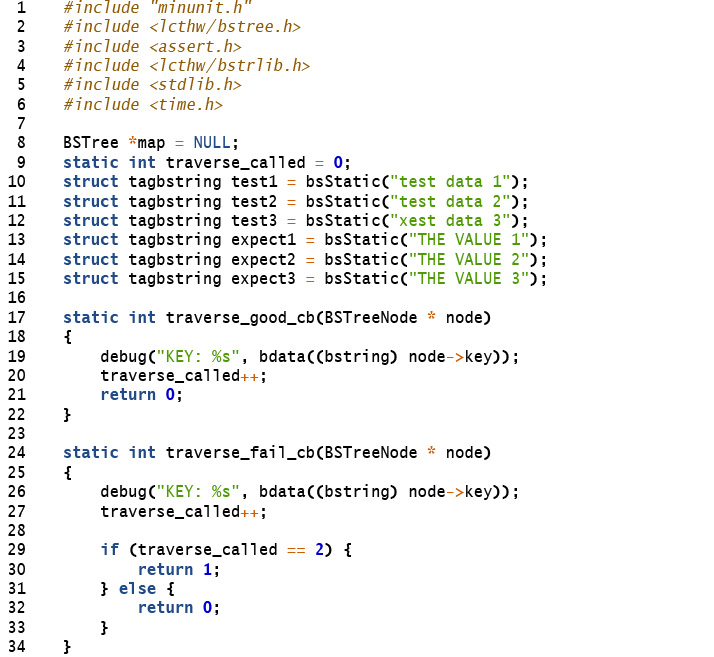 1 #include "minunit.h"
2 #include <lcthw/bstree.h>
3 #include <assert.h>
4 #include <lcthw/bstrlib.h>
5 #include <stdlib.h>
6 #include <time.h>
7
8 BSTree *map = NULL;
9 static int traverse_called = 0;
10 struct tagbstring test1 = bsStatic("test data 1");
11 struct tagbstring test2 = bsStatic("test data 2");
12 struct tagbstring test3 = bsStatic("xest data 3");
13 struct tagbstring expect1 = bsStatic("THE VALUE 1");
14 struct tagbstring expect2 = bsStatic("THE VALUE 2");
15 struct tagbstring expect3 = bsStatic("THE VALUE 3");
16
17 static int traverse_good_cb(BSTreeNode * node)
18 {
19     debug("KEY: %s", bdata((bstring) node->key));
20     traverse_called++;
21     return 0;
22 }
23
24 static int traverse_fail_cb(BSTreeNode * node)
25 {
26     debug("KEY: %s", bdata((bstring) node->key));
27     traverse_called++;
28
29     if (traverse_called == 2) {
30         return 1;
31     } else {
32         return 0;
33     }
34 }